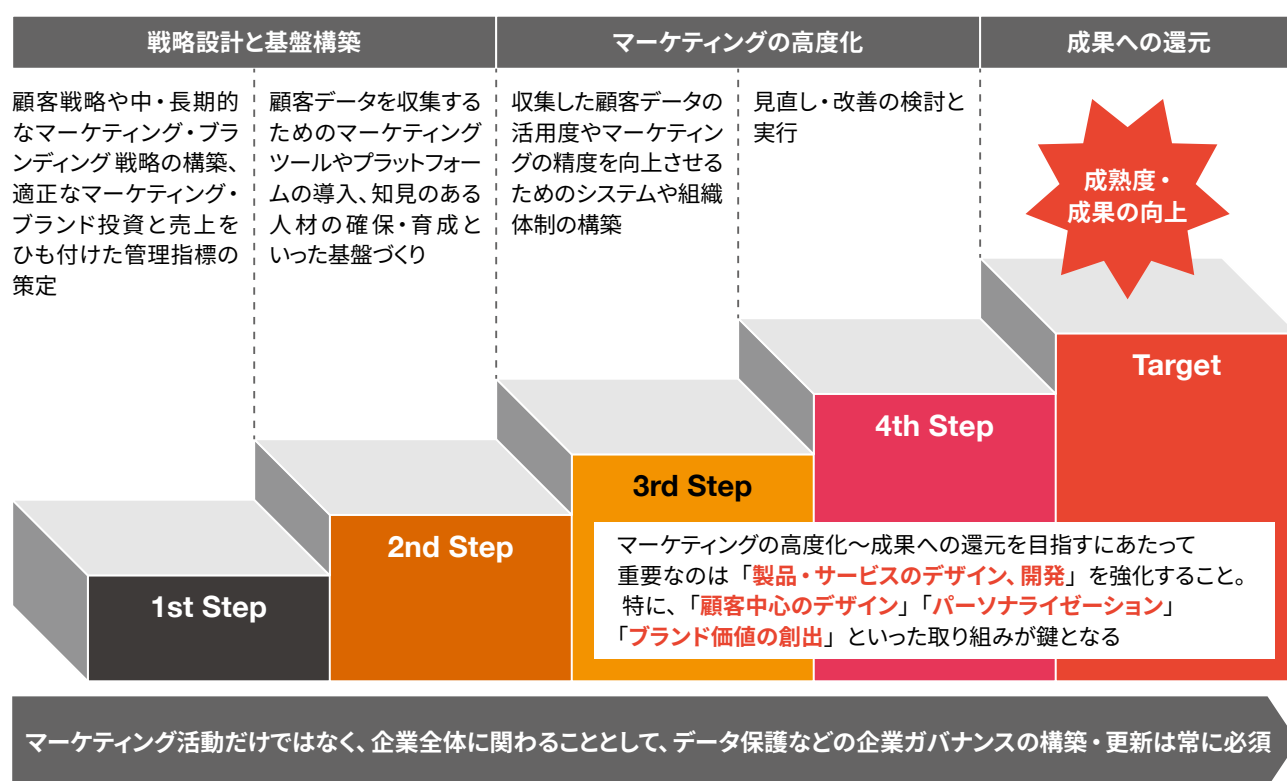 戦略設計と基盤構築
マーケティングの高度化
成果への還元
顧客戦略や中・長期的
なマーケティング・ブラ
ンディング戦略の構築、
適正なマーケティング・
ブランド投資と売上を
ひも付けた管理指標の
策定
顧客データを収集する
ためのマーケティング
ツールやプラットフォー
ムの導入、知見のある
人材の確保・育成と
いった基盤づくり
収集した顧客データの
活用度やマーケティン
グの精度を向上させる
ためのシステムや組織
体制の構築
見直し・改善の検討と
実行
成熟度・
成果の向上
1st Step
2nd Step
3rd Step
4th Step
Target
マーケティングの高度化～成果への還元を目指すにあたって
重要なのは「製品・サービスのデザイン、開発」を強化すること。
特に、「顧客中心のデザイン」「パーソナライゼーション」
「ブランド価値の創出」といった取り組みが鍵となる
マーケティング活動だけではなく、企業全体に関わることとして、データ保護などの企業ガバナンスの構築・更新は常に必須